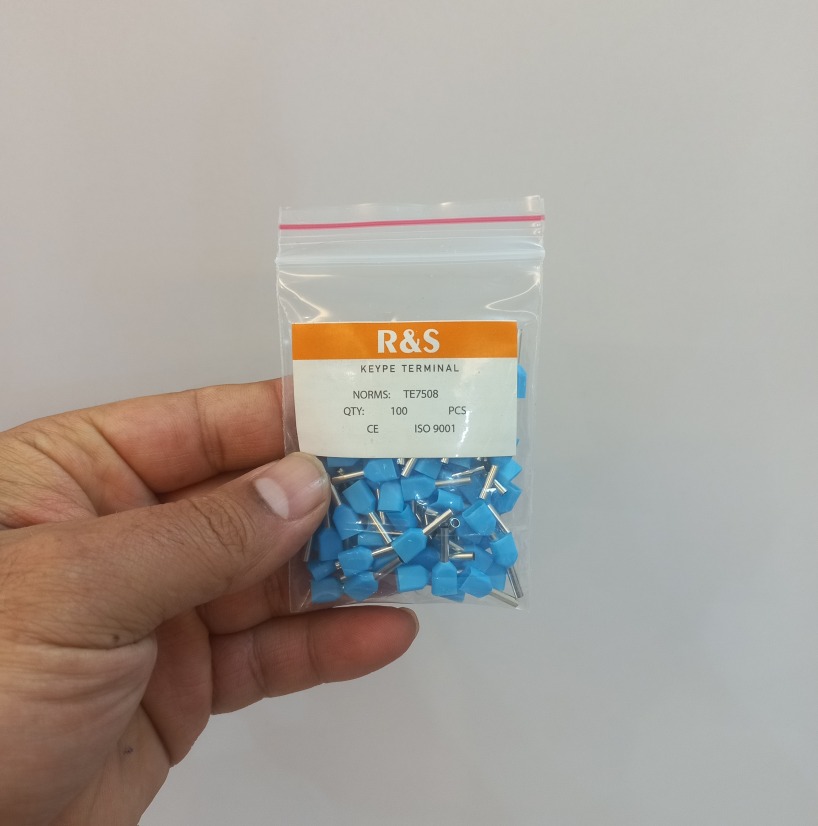 R&S
KEYPE TERMINAL
NORMS: TE7508
QTY: 100 PCS
CE ISO 9001